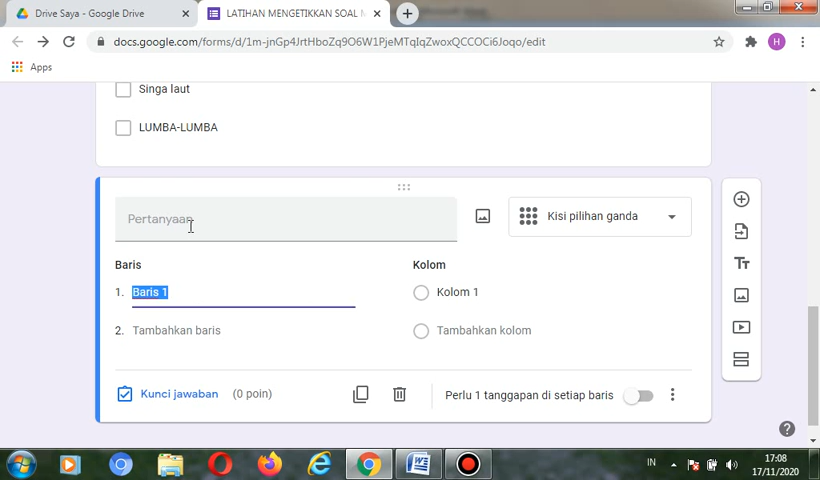 Drive Saya - Google Drive
LATIHAN MENGETIKKAN SOAL M
docs.google.com/forms/d/1m-jnGp4JrtHboZq9O6W1PjeMTqIqZwoxQCCOCi6Joqo/edit
H
Apps
Singa laut
LUMBA-LUMBA
Pertanyaan
Kisi pilihan ganda
Baris
Kolom
1. Baris 1
Kolom 1
2. Tambahkan baris
Tambahkan kolom
Kunci jawaban (0 poin)
Perlu 1 tanggapan di setiap baris
IN
17:08
17/11/2020